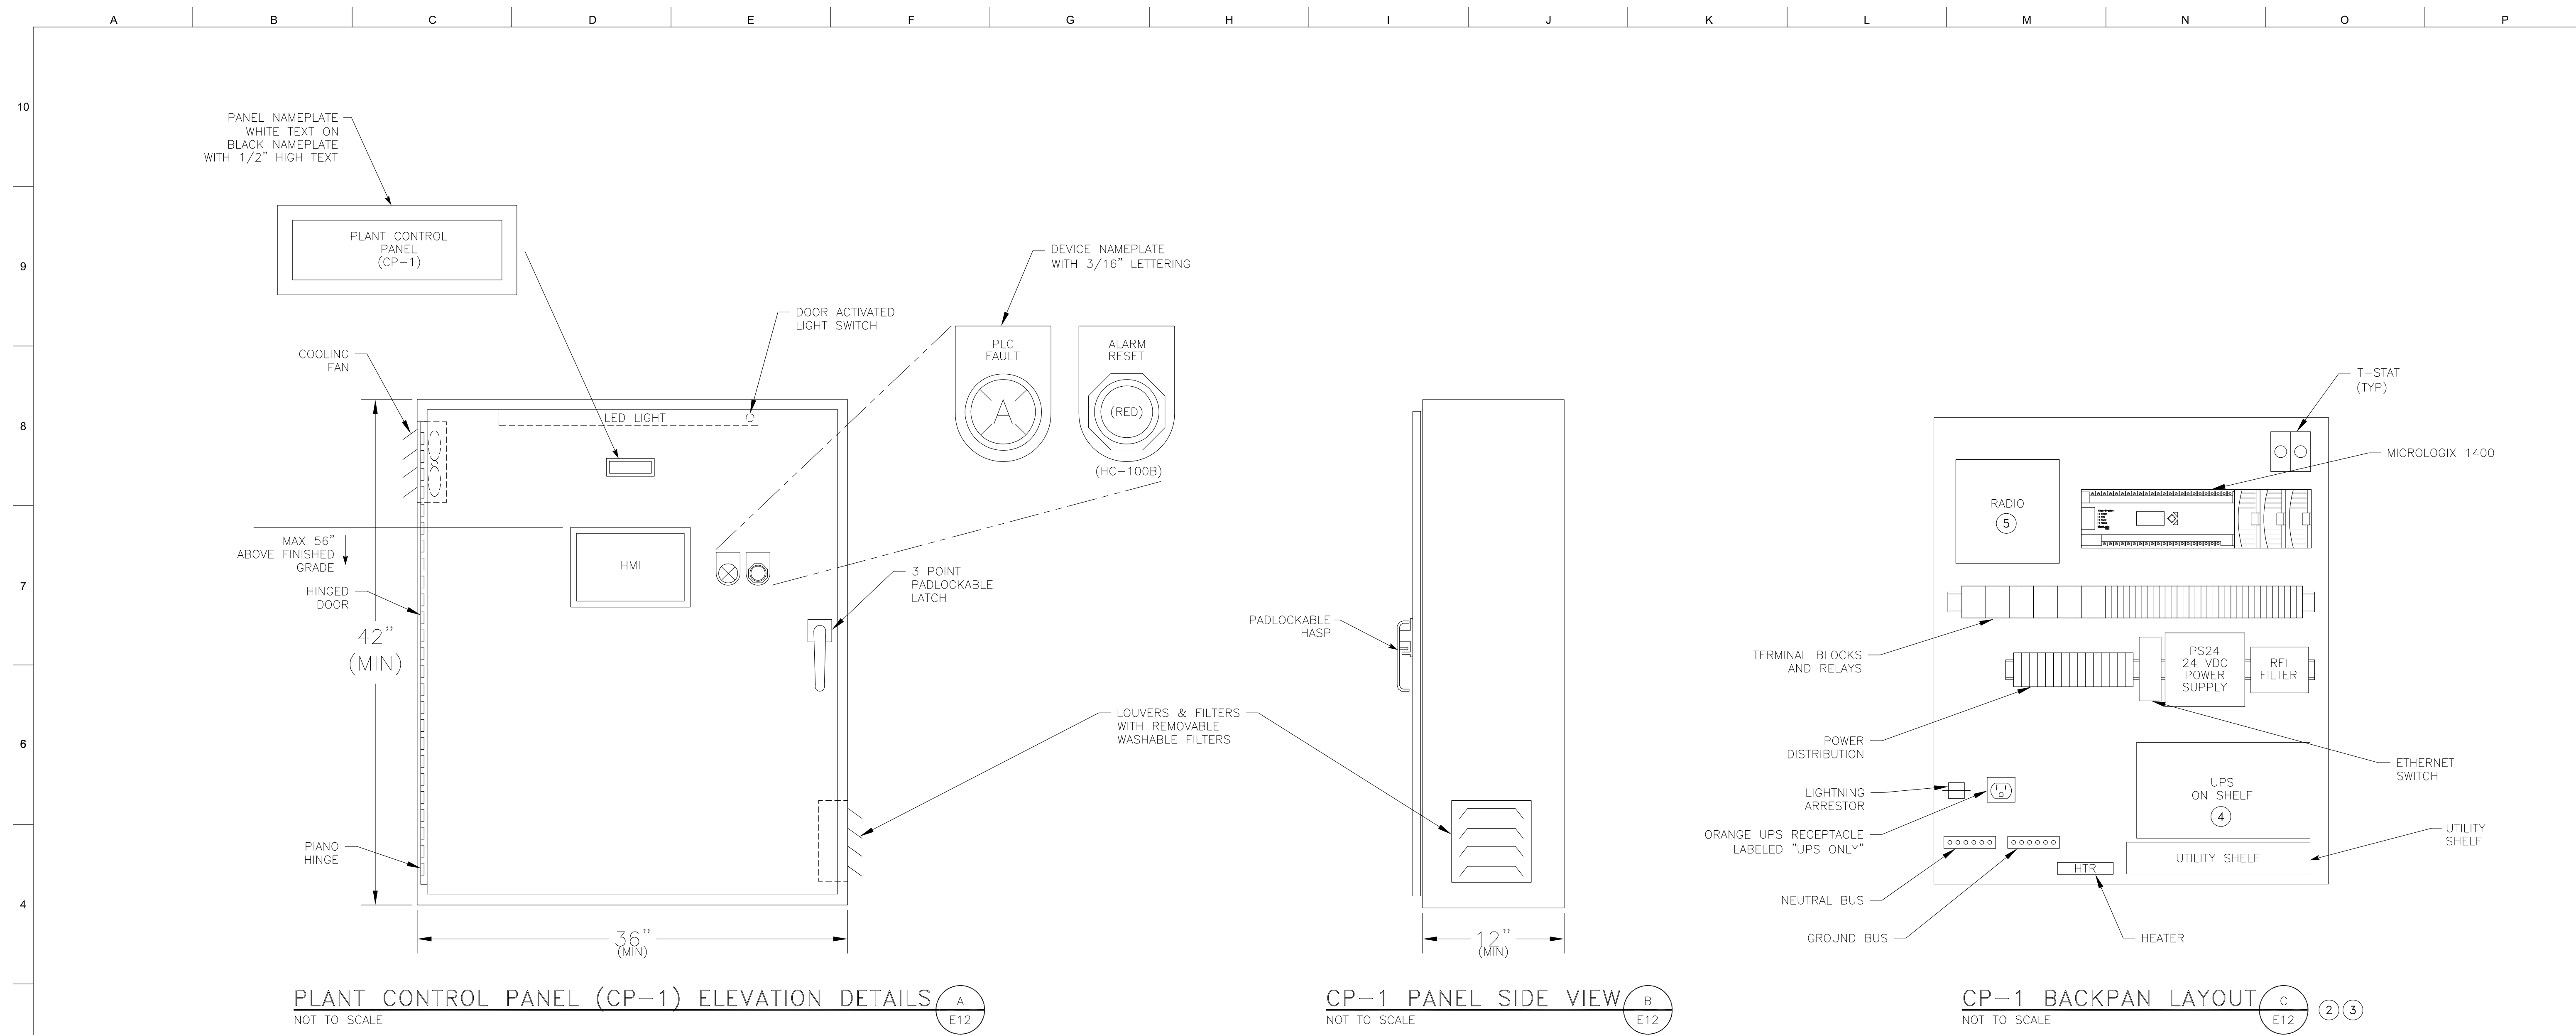 A B C D E F G H I J K L M N O P
10
9
8
7
6
4
PANEL NAMEPLATE
WHITE TEXT ON
BLACK NAMEPLATE
WITH 1/2" HIGH TEXT
PLANT CONTROL
PANEL
(CP-1)
COOLING
FAN
DOOR ACTIVATED
LIGHT SWITCH
LED LIGHT
DEVICE NAMEPLATE
WITH 3/16" LETTERING
PLC
FAULT
A
ALARM
RESET
(RED)
(HC-100B)
MAX 56"
ABOVE FINISHED
GRADE
HMI
HINGED
DOOR
42"
(MIN)
3 POINT
PADLOCKABLE
LATCH
LOUVERS & FILTERS
WITH REMOVABLE
WASHABLE FILTERS
PIANO
HINGE
36"
(MIN)
PLANT CONTROL PANEL (CP-1) ELEVATION DETAILS
NOT TO SCALE
A
E12
PADLOCKABLE
HASP
12"
(MIN)
CP-1 PANEL SIDE VIEW
NOT TO SCALE
B
E12
T-STAT
(TYP)
MICROLOGIX 1400
RADIO
5
TERMINAL BLOCKS
AND RELAYS
PS24
24 VDC
POWER
SUPPLY
RFI
FILTER
POWER
DISTRIBUTION
ETHERNET
SWITCH
LIGHTNING
ARRESTOR
UPS
ON SHELF
4
ORANGE UPS RECEPTACLE
LABELED "UPS ONLY"
UTILITY
SHELF
UTILITY SHELF
HTR
NEUTRAL BUS
GROUND BUS
HEATER
CP-1 BACKPAN LAYOUT
NOT TO SCALE
C
E12
2 3